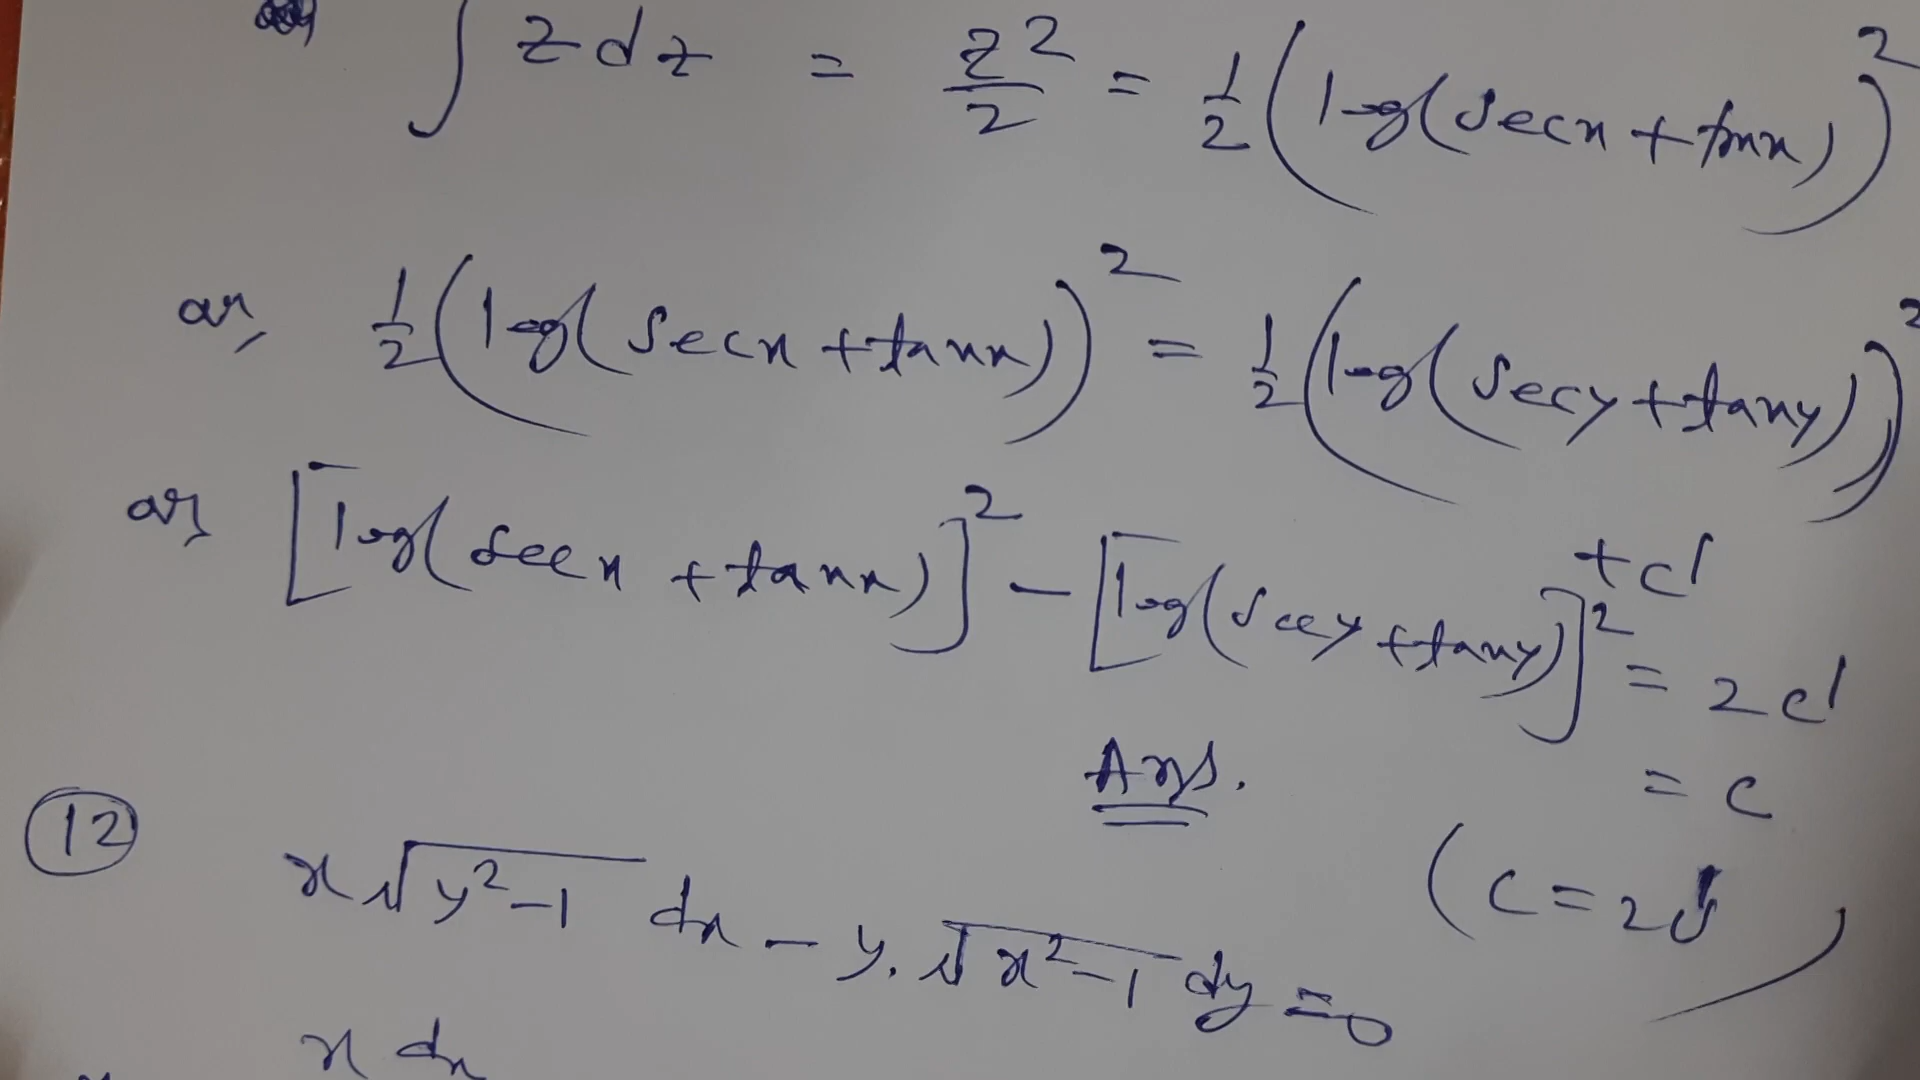 ∫ z dz = z²/2 = 1/2 (log(secx + tanx))²
or, 1/2 (log(secx + tanx))² = 1/2 (log(secy + tany))² + c'
or, [log(secx + tanx)]² - [log(secy + tany)]² = 2c'
= c
Ans.
(c = 2c')
12
x √y²-1 dx - y. √x²-1 dy = 0
x dx